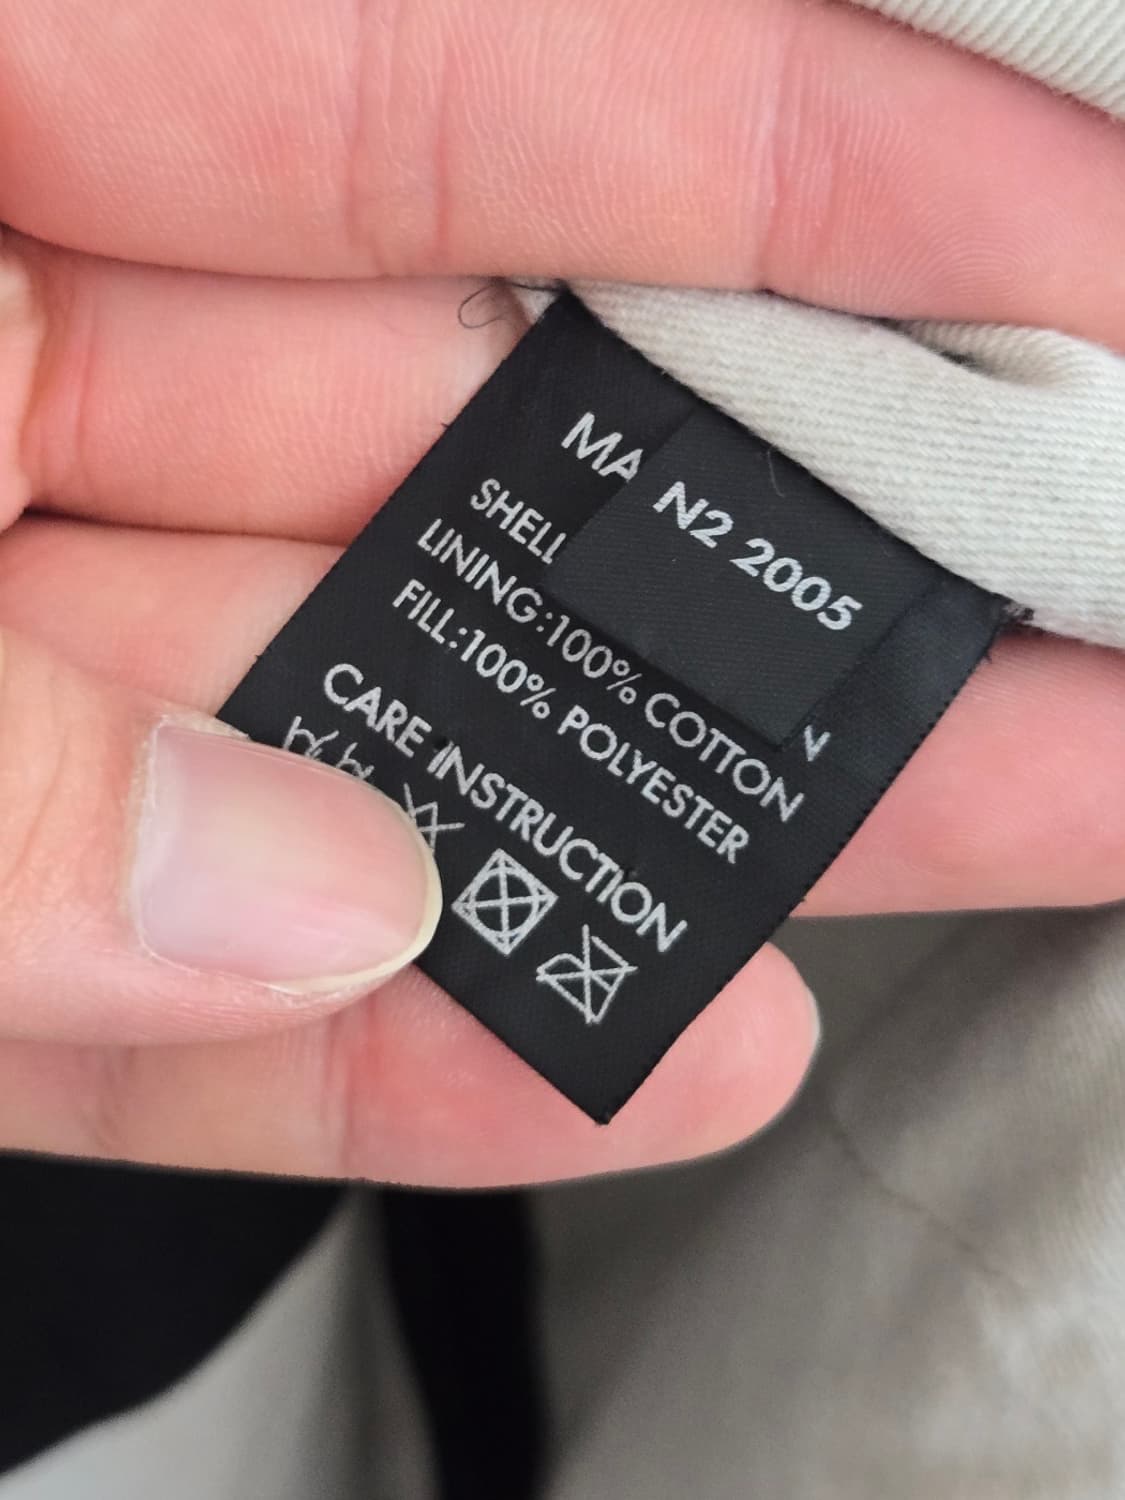 MA
N2 2005
SHELL
N
LINING:100% COTTON
FILL:100% POLYESTER
CARE INSTRUCTION